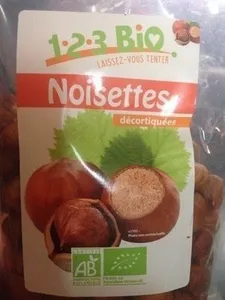 1·2·3 BiO
LAISSEZ-VOUS TENTER
Noisettes
décortiquées
AB